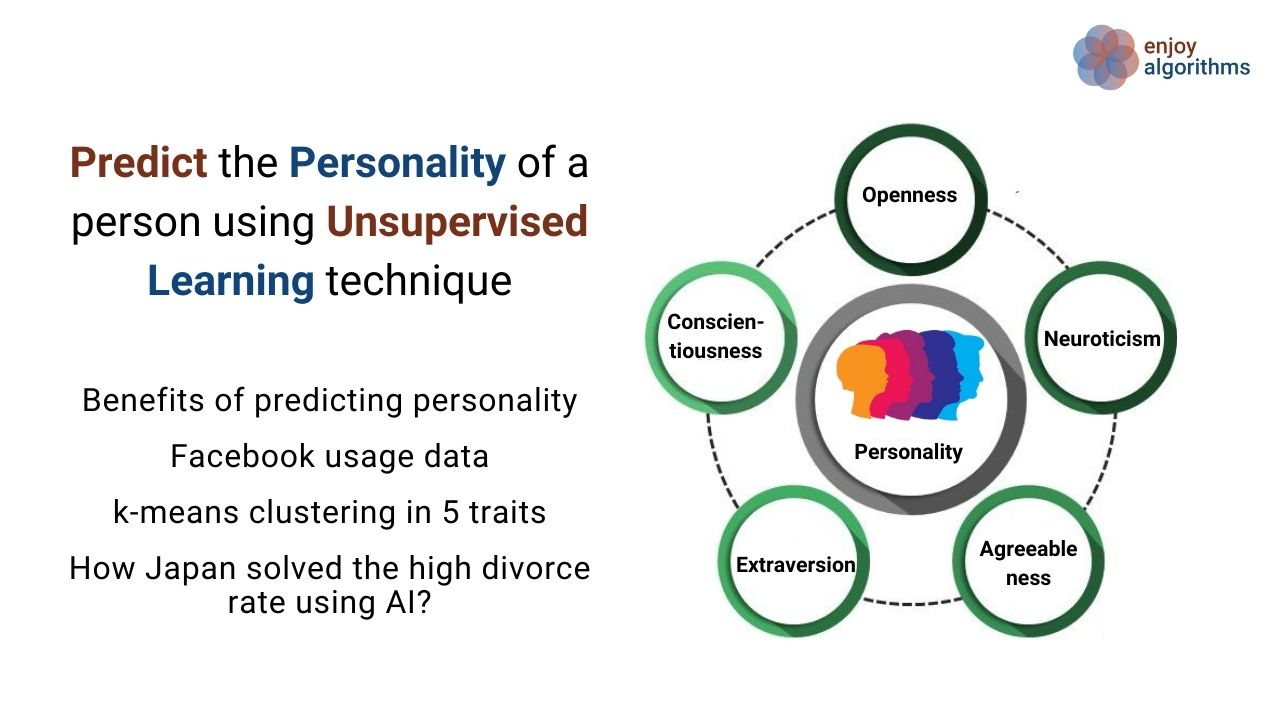 enjoy
algorithms
Predict the Personality of a
person using Unsupervised
Learning technique
Benefits of predicting personality
Facebook usage data
k-means clustering in 5 traits
How Japan solved the high divorce
rate using AI?
Openness
Conscien-
tiousness
Neuroticism
Personality
Extraversion
Agreeable
ness